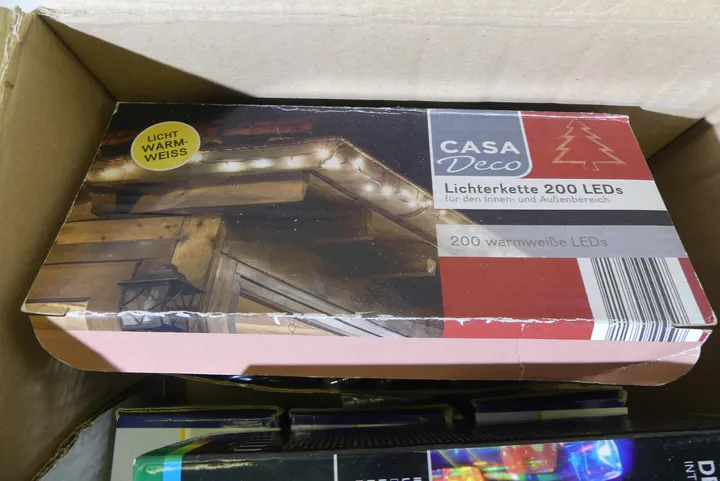 LICHT
WARM-
WEISS
CASA
Deco
Lichterkette 200 LEDs
für den Innen- und Außenbereich
200 warmweiße LEDs